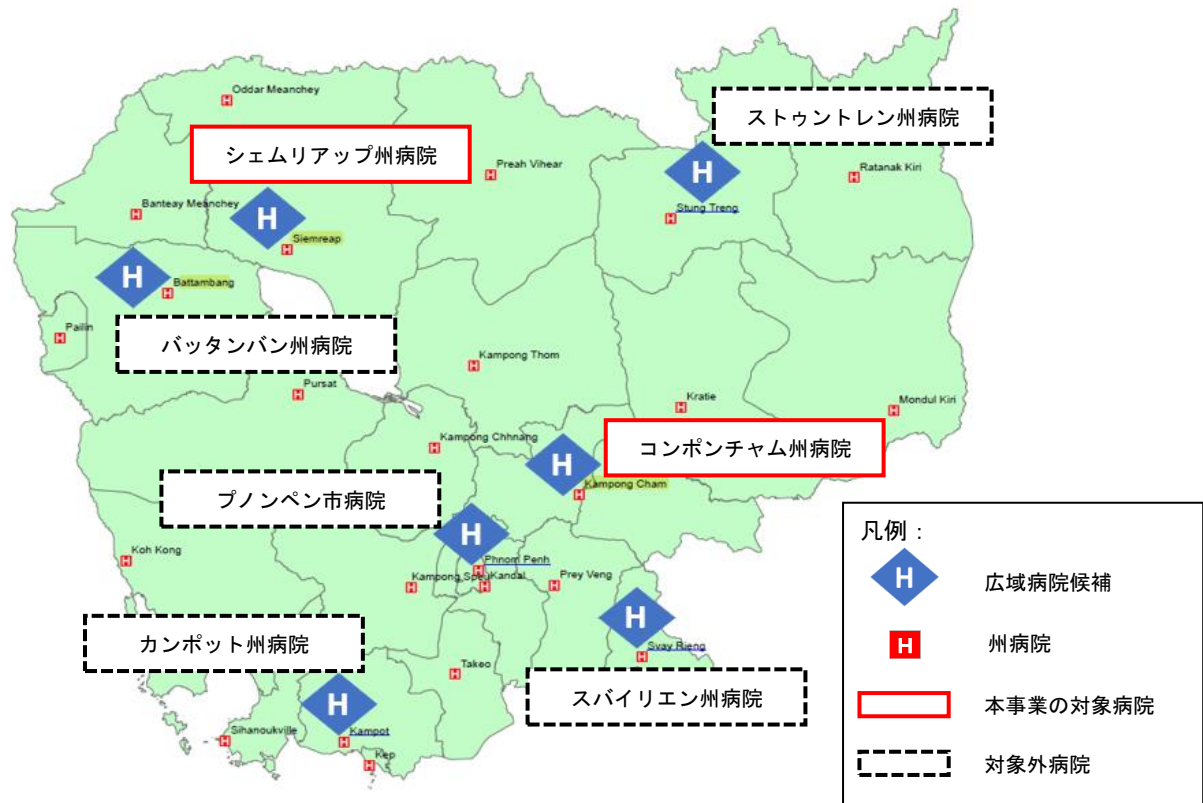 Oddar Meanchey
ストゥントレン州病院
シェムリアップ州病院
H
Preah Vihear
H
Ratanak Kiri
Banteay Meanchey
H
Stung Treng
Siemreap
H
Battambang
Pailin
バッタンバン州病院
Kampong Thom
Pursat
Kratie
Mondul Kiri
Kampong Chhnang
コンポンチャム州病院
H
Kampong Cham
プノンペン市病院
H
Koh Kong
Phnom Penh
Kampong Speu
Kandal
Prey Veng
H
カンポット州病院
Svay Rieng
Takeo
スバイリエン州病院
H
Sihanoukville
Kampot
Kep
凡例：
H
広域病院候補
H
州病院
本事業の対象病院
対象外病院